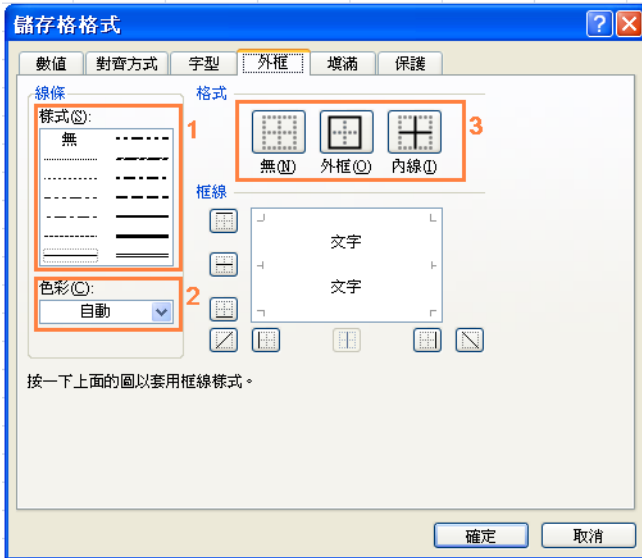 儲存格格式
數值 對齊方式 字型 外框 填滿 保護
線條
樣式(S):
無
1
色彩(C):
自動
2
格式
無(N) 外框(O) 內線(I)
3
框線
文字
文字
按一下上面的圖以套用框線樣式。
確定 取消